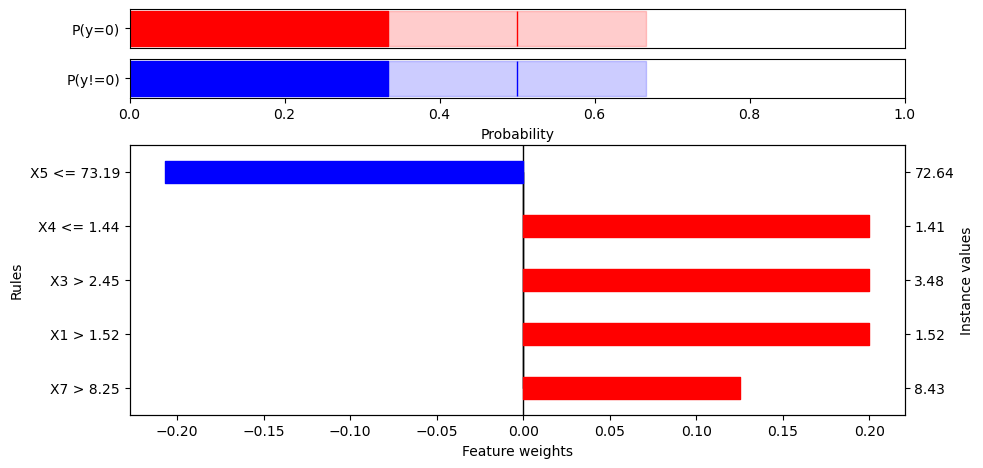 P(y=0)
P(y!=0)
0.0 0.2 0.4 0.6 0.8 1.0
Probability
X5 <= 73.19 72.64
X4 <= 1.44 1.41
X3 > 2.45 3.48
X1 > 1.52 1.52
X7 > 8.25 8.43
Rules
Instance values
−0.20 −0.15 −0.10 −0.05 0.00 0.05 0.10 0.15 0.20
Feature weights